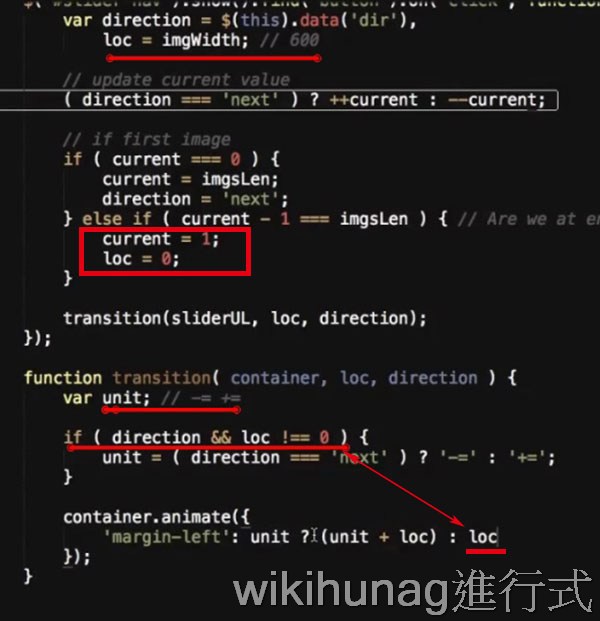 $('#slider-nav').show().find('button').on('click', function
var direction = $(this).data('dir'),
loc = imgWidth; // 600
// update current value
( direction === 'next' ) ? ++current : --current;
// if first image
if ( current === 0 ) {
current = imgsLen;
direction = 'next';
} else if ( current - 1 === imgsLen ) { // Are we at en
current = 1;
loc = 0;
}
transition(sliderUL, loc, direction);
});
function transition( container, loc, direction ) {
var unit; // -= +=
if ( direction && loc !== 0 ) {
unit = ( direction === 'next' ) ? '-=' : '+=';
}
container.animate({
'margin-left': unit ? (unit + loc) : loc
});
}
wikihunag進行式